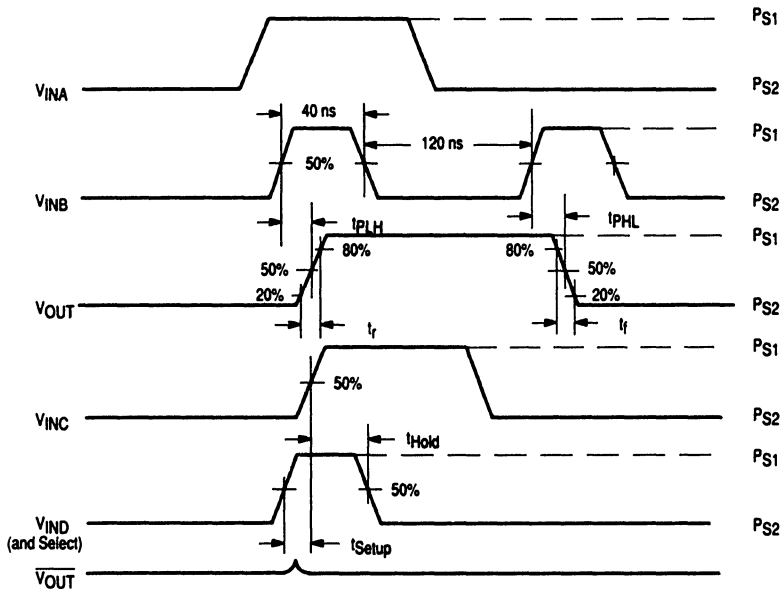 PS1
VINA
PS2
40 ns
PS1
120 ns
50%
VINB
PS2
tPLH
tPHL
PS1
80%
80%
50%
50%
20%
20%
VOUT
PS2
tr
tf
PS1
50%
VINC
PS2
tHold
PS1
50%
VIND
PS2
(and Select)
tSetup
VOUT